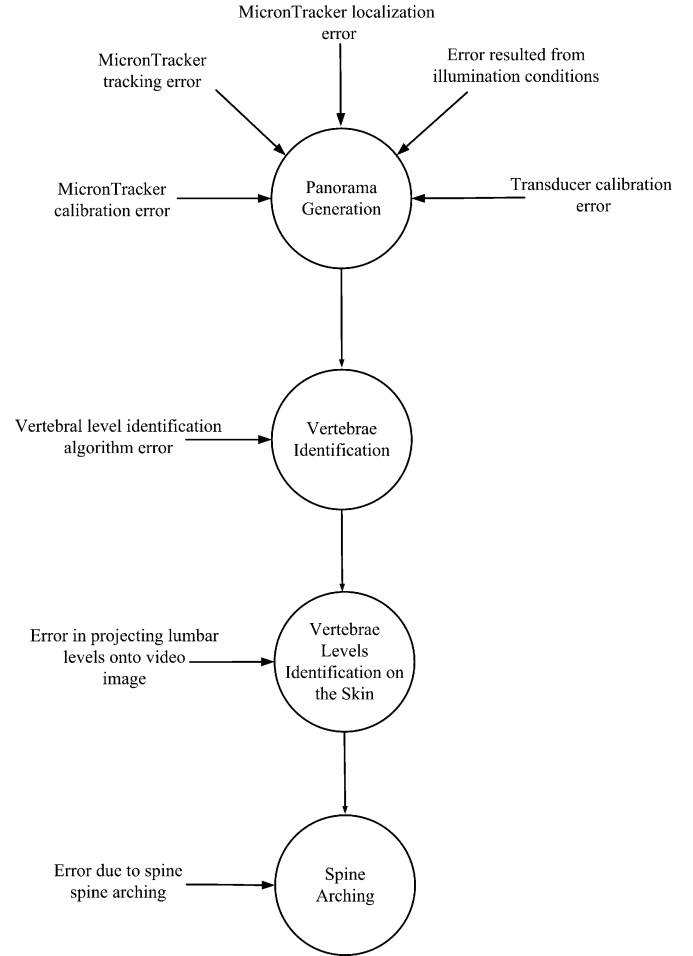 MicronTracker localization
error
MicronTracker
tracking error
Error resulted from
illumination conditions
MicronTracker
calibration error
Panorama
Generation
Transducer calibration
error
Vertebral level identification
algorithm error
Vertebrae
Identification
Error in projecting lumbar
levels onto video
image
Vertebrae
Levels
Identification on
the Skin
Error due to spine
spine arching
Spine
Arching